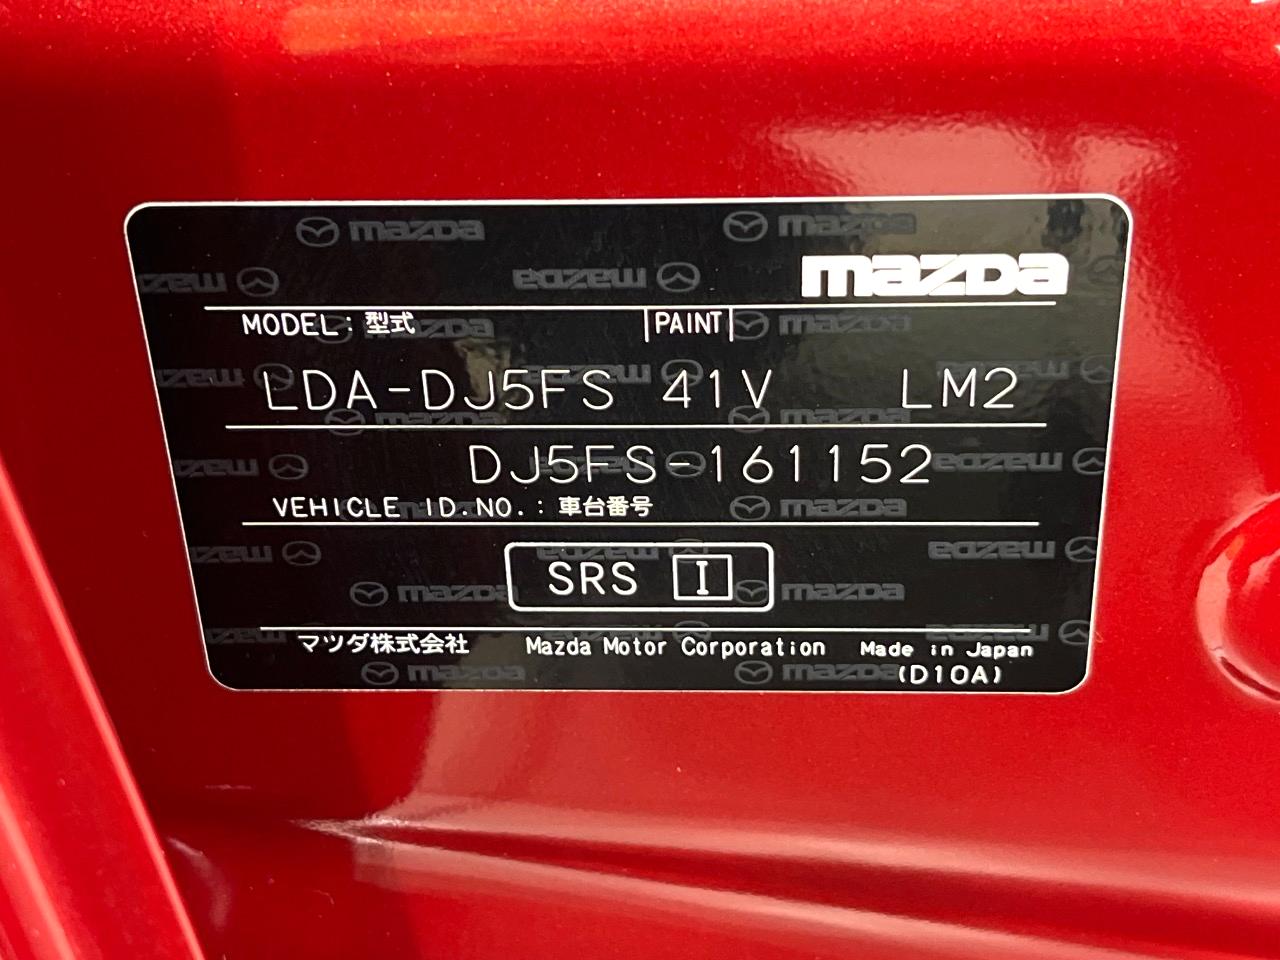 mazda
MODEL: 型式 PAINT
LDA-DJ5FS 41V LM2
DJ5FS-161152
VEHICLE ID.NO.: 車台番号
SRS I
マツダ株式会社 Mazda Motor Corporation Made in Japan
(D10A)